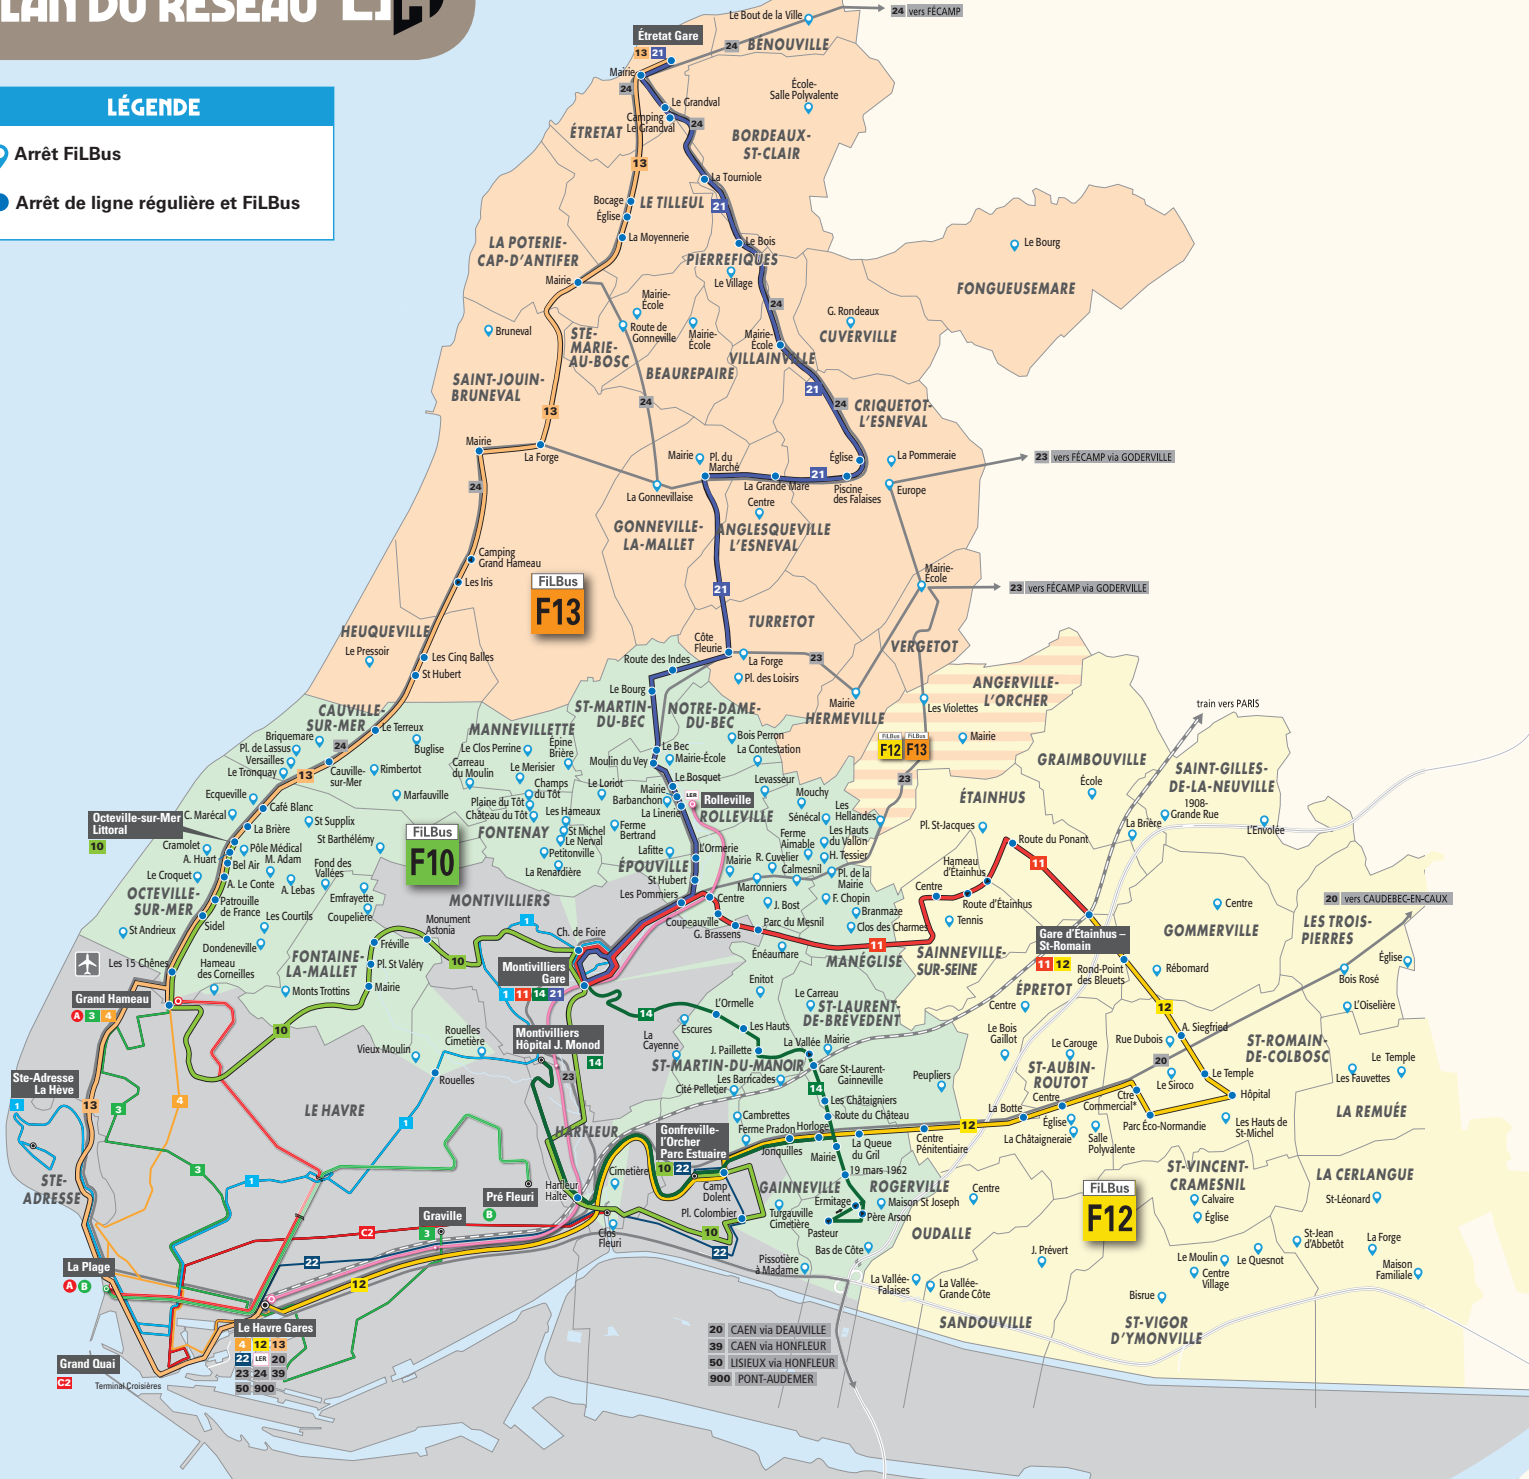 LAN DU RÉSEAU
LÉGENDE
Arrêt FiLBus
Arrêt de ligne régulière et FiLBus
24 vers FÉCAMP
Le Bout de la Ville
24
BÉNOUVILLE
Étretat Gare
13 21
Mairie
24
École-
Salle Polyvalente
Le Grandval
Camping
Le Grandval
24
ÉTRETAT
BORDEAUX-
ST-CLAIR
13
La Tourniole
Bocage
LE TILLEUL
21
Église
La Moyennerie
Le Bois
LA POTERIE-
CAP-D'ANTIFER
PIERREFIQUES
Le Bourg
Mairie
Le Village
FONGUEUSEMARE
Mairie-
École
24
G. Rondeaux
Bruneval
STE-
MARIE-
AU-BOSC
Route de
Gonneville
Mairie-
École
Mairie-
École
CUVERVILLE
VILLAINVILLE
SAINT-JOUIN-
BRUNEVAL
BEAUREPAIRE
21
24
24
13
CRIQUETOT-
L'ESNEVAL
Mairie
La Forge
Mairie
Pl. du
Marché
Église
La Pommeraie
23 vers FÉCAMP via GODERVILLE
24
La Gonnevillaise
La Grande Mare
21
Piscine
des Falaises
Europe
Centre
GONNEVILLE-
LA-MALLET
ANGLESQUEVILLE
L'ESNEVAL
Camping
Grand Hameau
Les Iris
FiLBus
F13
21
Mairie-
École
23 vers FÉCAMP via GODERVILLE
HEUQUEVILLE
TURRETOT
Le Pressoir
Les Cinq Balles
St Hubert
Côte
Fleurie
La Forge
23
VERGETOT
Route des Indes
Pl. des Loisirs
Le Bourg
ANGERVILLE-
L'ORCHER
Mairie
Les Violettes
train vers PARIS
CAUVILLE-
SUR-MER
ST-MARTIN-
DU-BEC
NOTRE-DAME-
DU-BEC
HERMEVILLE
Le Terreux
MANNEVILLETTE
Briquemare
Pl. de Lassus
Versailles
Le Tronquay
24
Buglise
Le Clos Perrine
Épine
Brière
Le Bec
Bois Perron
La Contestation
FiLBus FiLBus
F12 F13
Mairie
13
Cauville-
sur-Mer
Rimbertot
Carreau
du Moulin
Le Merisier
Moulin du Vey
Mairie-École
GRAIMBOUVILLE
SAINT-GILLES-
DE-LA-NEUVILLE
Champs
du Tôt
Le Loriot
Le Bosquet
Mairie
Levasseur
23
École
Ecqueville
Marfauville
Plaine du Tôt
Château du Tôt
Barbanchon
La Linerie
LER Rolleville
ROLLEVILLE
Mouchy
Sénécal
Les
Hellandes
ÉTAINHUS
1908-
Grande Rue
Café Blanc
C. Marécal
Les Hameaux
Octeville-sur-Mer
Littoral
10
La Brière
St Supplix
St Barthélémy
FiLBus
F10
FONTENAY
St Michel
Le Nerval
Ferme
Bertrand
Ferme
Aimable
Les Hauts
du Vallon
Pl. St-Jacques
La Brière
L'Envolée
Cramolet
Pôle Médical
Petitonville
Lafitte
L'Ormerie
H. Tessier
Route du Ponant
A. Huart
Bel Air
M. Adam
Fond des
Vallées
La Renardière
ÉPOUVILLE
Mairie
R. Cuvelier
Calmesnil
Pl. de la
Mairie
Hameau
d'Étainhus
11
Le Croquet
A. Le Conte
A. Lebas
St Hubert
Marronniers
OCTEVILLE-
SUR-MER
Patrouille
de France
Emfrayette
Coupelière
MONTIVILLIERS
Les Pommiers
Centre
J. Bost
F. Chopin
Centre
Route d'Étainhus
20 vers CAUDEBEC-EN-CAUX
St Andrieux
Sidel
Les Courtils
Monument
Astonia
1
Ch. de Foire
Coupeauville
G. Brassens
Parc du Mesnil
Branmaze
Clos des Charmes
Tennis
Centre
LES TROIS-
PIERRES
Dondeneville
Fréville
Gare d'Étainhus –
St-Romain
11 12
GOMMERVILLE
FONTAINE-
LA-MALLET
Énéaumare
11
MANÉGLISE
SAINNEVILLE-
SUR-SEINE
Les 15 Chênes
Hameau
des Corneilles
Pl. St Valéry
10
Montivilliers
Gare
1 11 14 21
Rond-Point
des Bleuets
Rébomard
Église
Bois Rosé
Monts Trottins
Mairie
Enitot
ÉPRETOT
Grand Hameau
A 3 4
L'Ormelle
Le Carreau
ST-LAURENT-
DE-BRÈVEDENT
Centre
12
L'Oiselière
10
14
Escures
Les Hauts
Rouelles
Cimetière
Montivilliers
Hôpital J. Monod
La
Cayenne
La Vallée
Mairie
Le Bois
Gaillot
Le Carouge
Rue Dubois
A. Siegfried
ST-ROMAIN-
DE-COLBOSC
Vieux Moulin
14
J. Paillette
20
Le Temple
ST-MARTIN-DU-MANOIR
Gare St-Laurent-
Gainneville
Peupliers
ST-AUBIN-
ROUTOT
Le Siroco
Le Temple
Les Fauvettes
Ste-Adresse
La Hève
1
Rouelles
23
Les Barricades
14
Cité Pelletier
Hôpital
13
3
4
LE HAVRE
1
Les Châtaigniers
Route du Château
La Botte
Centre
Ctre
Commercial*
LA REMUÉE
Cambrettes
Horloge
12
HARFLEUR
Ferme Pradon
Gonfreville-
l'Orcher
Parc Estuaire
10 22
Jonquilles
Mairie
La Queue
du Gril
Centre
Pénitentiaire
Église
La Châtaigneraie
Salle
Polyvalente
Parc Éco-Normandie
Les Hauts de
St-Michel
3
1
Cimetière
19 mars 1962
ST-VINCENT-
CRAMESNIL
LA CERLANGUE
STE-
ADRESSE
Pré Fleuri
B
Harfleur
Halte
Camp
Dolent
GAINNEVILLE
ROGERVILLE
Centre
FiLBus
F12
Calvaire
St-Léonard
Ermitage
Maison St Joseph
Pl. Colombier
Turgauville
Cimetière
Père Arson
Église
Graville
3
C2
10
Pasteur
OUDALLE
Clos
Fleuri
22
Bas de Côte
St-Jean
d'Abbetôt
La Forge
La Plage
A B
22
Pissotière
à Madame
J. Prévert
Le Moulin
Le Quesnot
12
La Vallée-
Falaises
La Vallée-
Grande Côte
Centre
Village
Maison
Familiale
Bisrue
Le Havre Gares
4 12 13
22 LER 20
23 24 39
50 900
SANDOUVILLE
ST-VIGOR
D'YMONVILLE
20 CAEN via DEAUVILLE
39 CAEN via HONFLEUR
50 LISIEUX via HONFLEUR
900 PONT-AUDEMER
Grand Quai
C2
Terminal Croisières